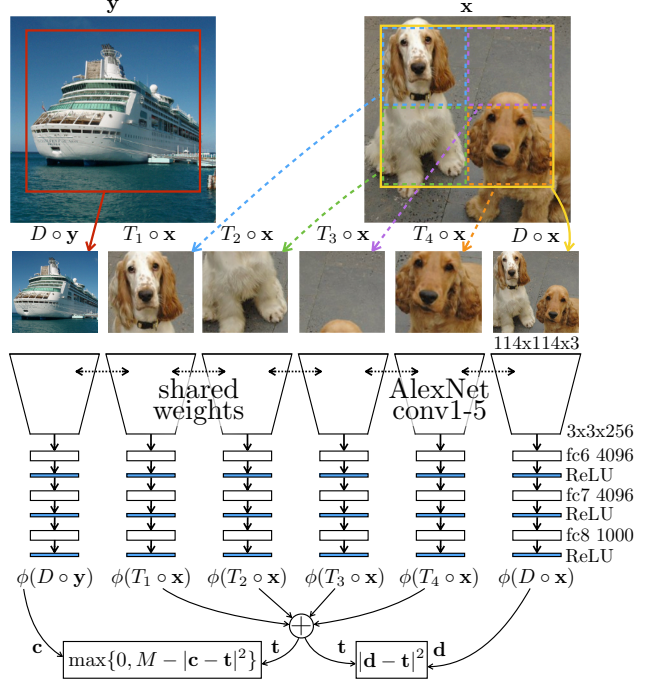 y
x
D ∘ y
T₁ ∘ x
T₂ ∘ x
T₃ ∘ x
T₄ ∘ x
D ∘ x
114x114x3
shared
weights
AlexNet
conv1-5
3x3x256
fc6 4096
ReLU
fc7 4096
ReLU
fc8 1000
ReLU
ϕ(D ∘ y)
ϕ(T₁ ∘ x)
ϕ(T₂ ∘ x)
ϕ(T₃ ∘ x)
ϕ(T₄ ∘ x)
ϕ(D ∘ x)
+
c
max{0, M − |c − t|²}
t
t
|d − t|²
d